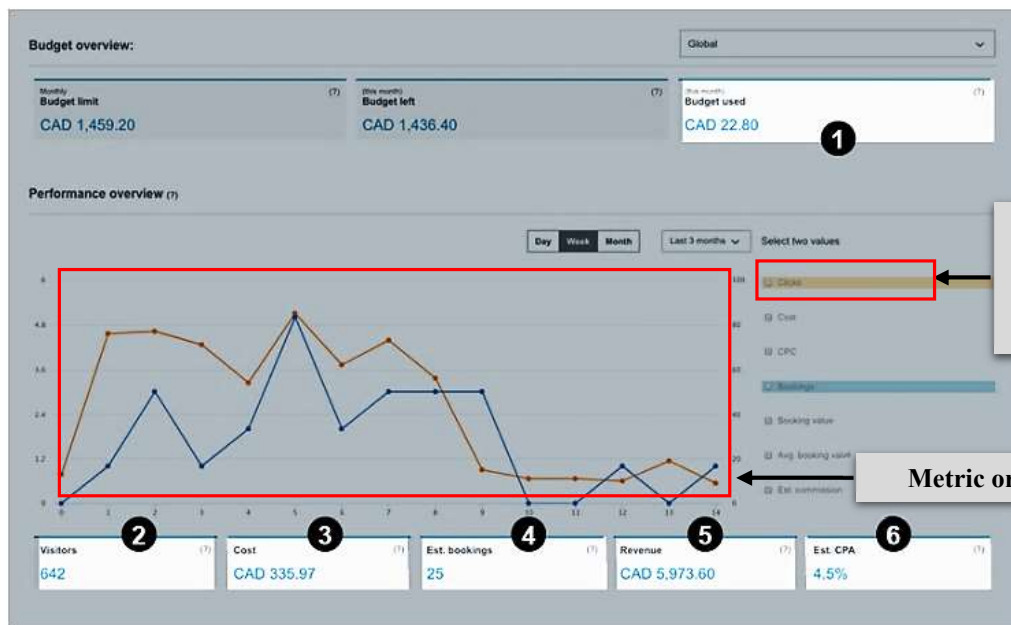 Budget overview:
Global
Monthly
Budget limit
(?)
CAD 1,459.20
(this month)
Budget left
(?)
CAD 1,436.40
(this month)
Budget used
(?)
CAD 22.80
1
Performance overview (?)
Day Week Month
Last 3 months
Select two values
6
4.8
3.6
2.4
1.2
0
100
80
60
40
20
0
0 1 2 3 4 5 6 7 8 9 10 11 12 13 14
Clicks
Cost
CPC
Bookings
Booking value
Avg. booking value
Est. commission
Metric or
2
Visitors (?)
642
3
Cost (?)
CAD 335.97
4
Est. bookings (?)
25
5
Revenue (?)
CAD 5,973.60
6
Est. CPA (?)
4.5%